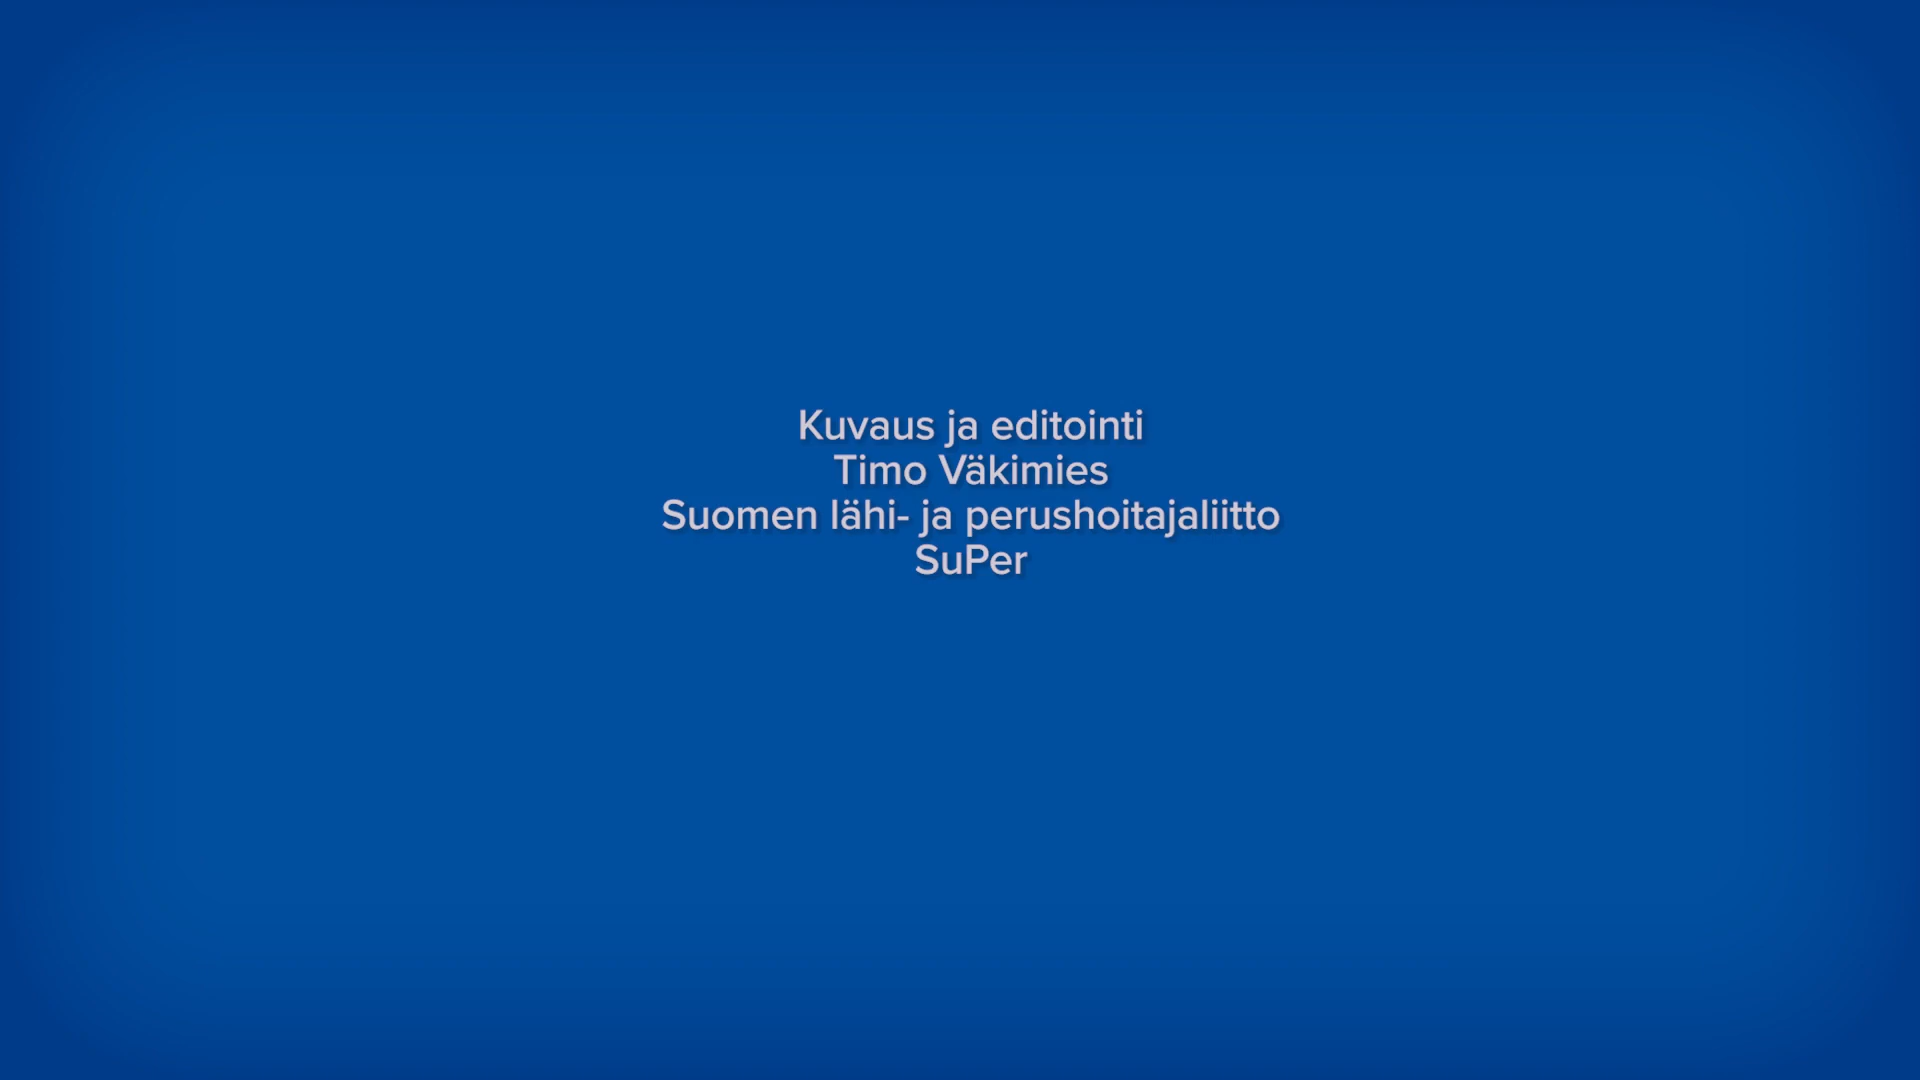 Kuvaus ja editointi
Timo Väkimies
Suomen lähi- ja perushoitajaliitto
SuPer